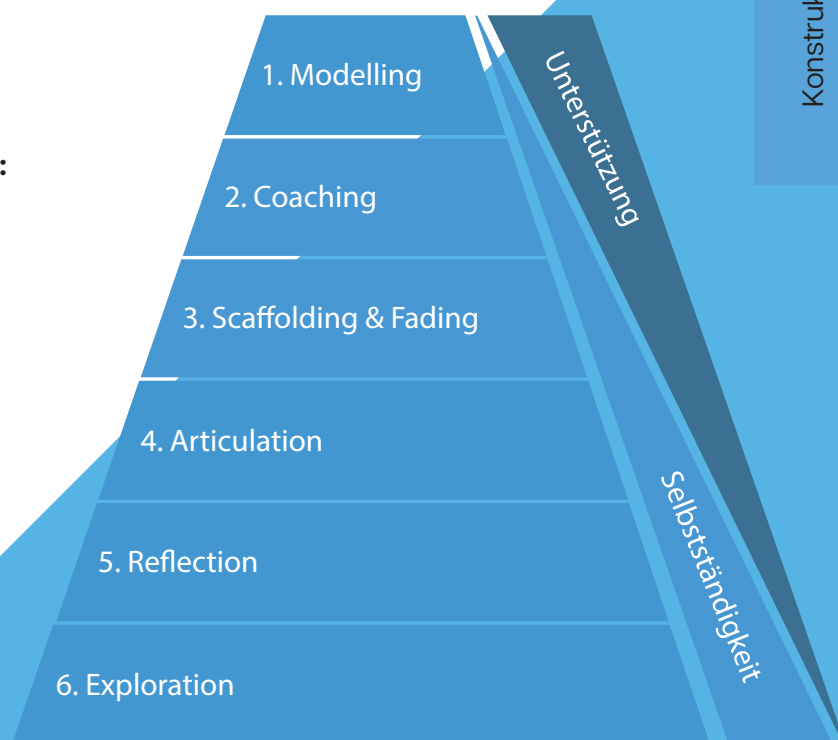 1. Modelling
2. Coaching
3. Scaffolding & Fading
4. Articulation
5. Reflection
6. Exploration
Unterstützung
Selbstständigkeit
: